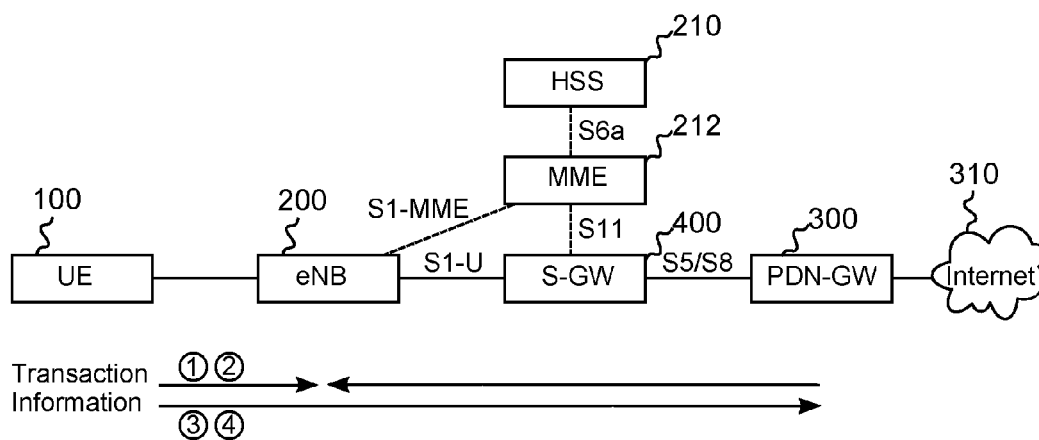 210
HSS
S6a
212
MME
100
200
S1-MME
S11
400
300
310
UE
eNB
S1-U
S-GW
S5/S8
PDN-GW
Internet
Transaction
Information
① ②
③ ④